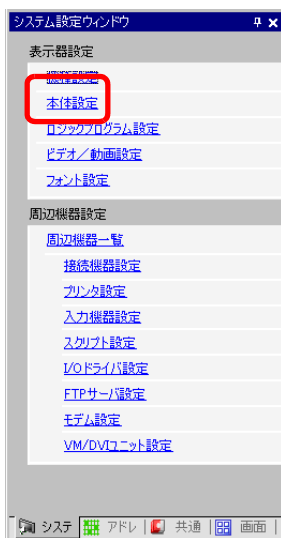 システム設定ウィンドウ
表示器設定
機種設定
本体設定
ロジックプログラム設定
ビデオ／動画設定
フォント設定
周辺機器設定
周辺機器一覧
接続機器設定
プリンタ設定
入力機器設定
スクリプト設定
I/Oドライバ設定
FTPサーバ設定
モデム設定
VM/DVIユニット設定
システ アドレ 共通 画面